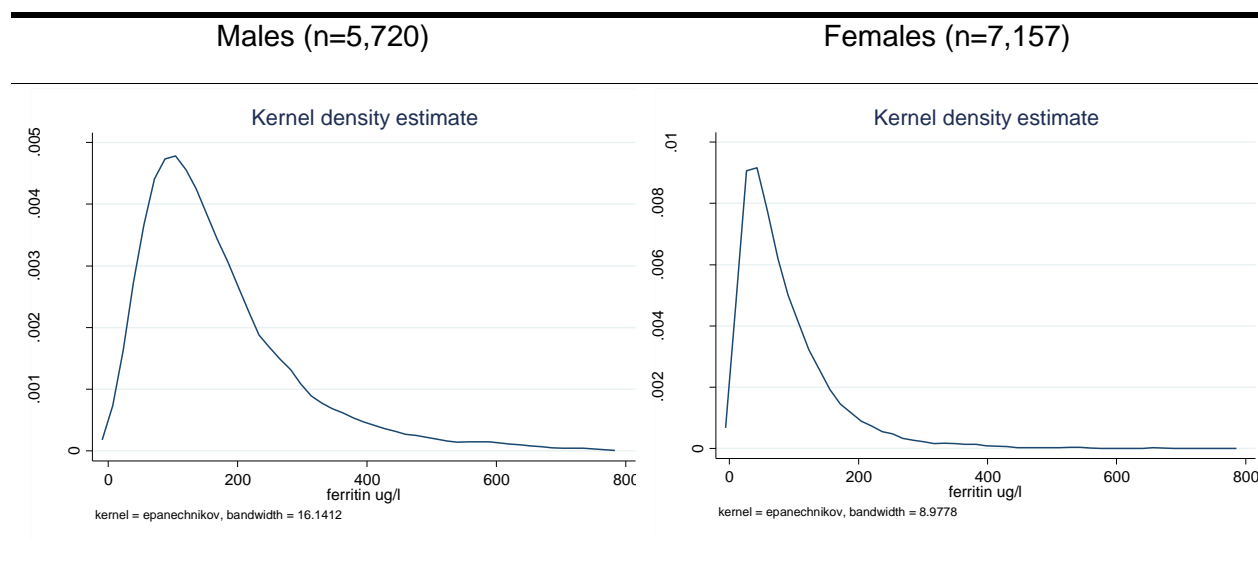 Males (n=5,720)
Females (n=7,157)
Kernel density estimate
.005
.004
.003
.002
.001
0
0 200 400 600 800
ferritin ug/l
kernel = epanechnikov, bandwidth = 16.1412
Kernel density estimate
.01
.008
.006
.004
.002
0
0 200 400 600 800
ferritin ug/l
kernel = epanechnikov, bandwidth = 8.9778